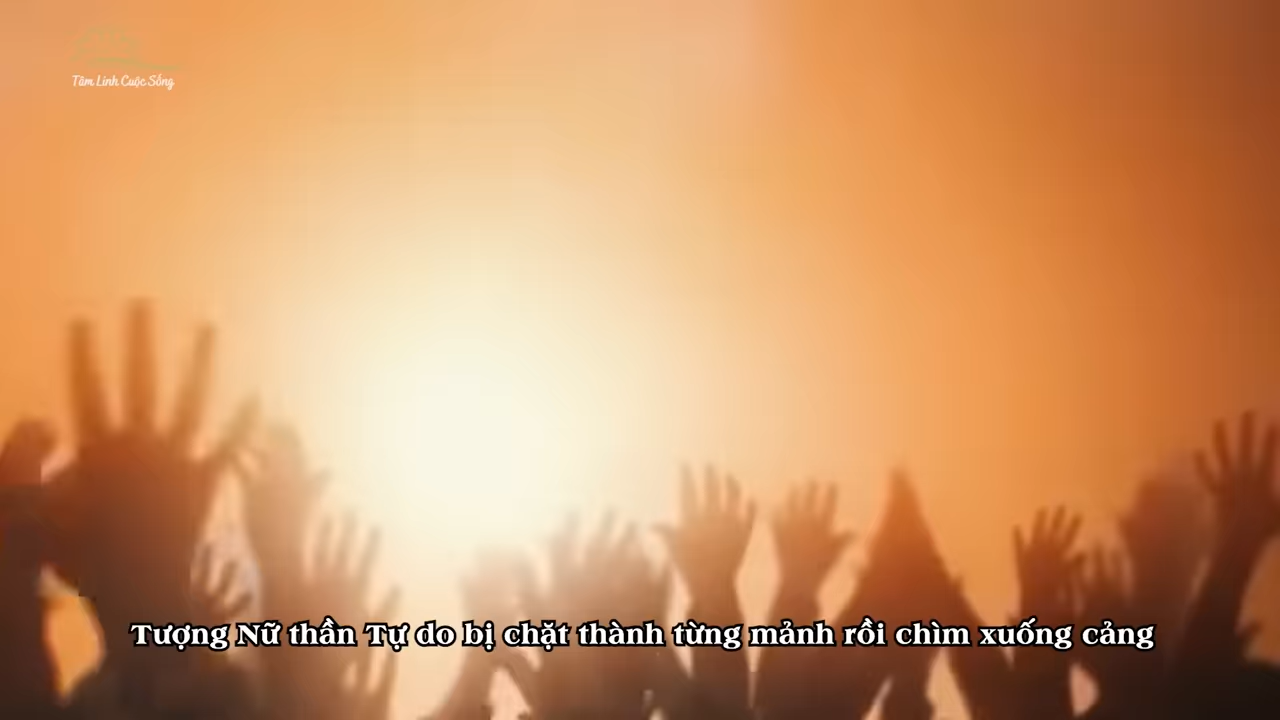 Tâm Linh Cuộc Sống
Tượng Nữ thần Tự do bị chặt thành từng mảnh rồi chìm xuống cảng